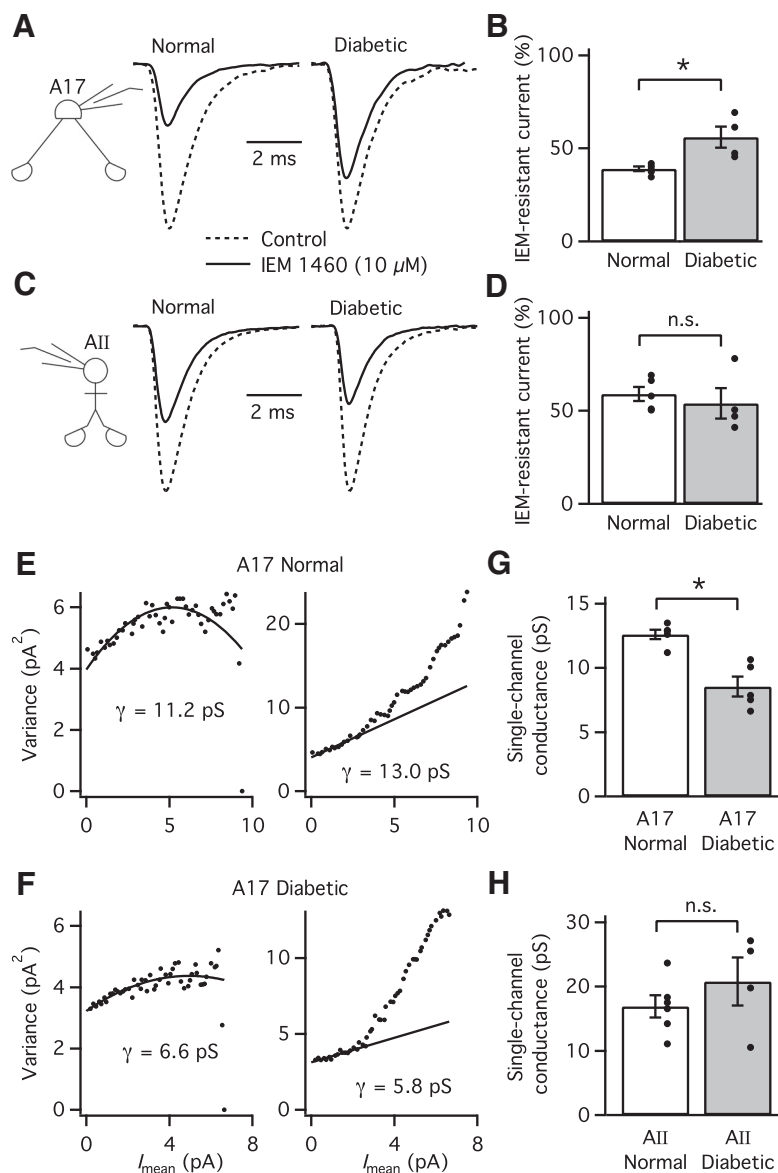 A
Normal
Diabetic
A17
2 ms
Control
IEM 1460 (10 µM)
B
IEM-resistant current (%)
100
50
0
*
Normal
Diabetic
C
Normal
Diabetic
AII
2 ms
D
IEM-resistant current (%)
100
50
0
n.s.
Normal
Diabetic
E
A17 Normal
Variance (pA²)
6
4
2
0
γ = 11.2 pS
0
5
10
20
10
0
γ = 13.0 pS
0
5
10
G
Single-channel
conductance (pS)
15
10
5
0
*
A17
Normal
A17
Diabetic
F
A17 Diabetic
Variance (pA²)
6
4
2
0
γ = 6.6 pS
0
4
8
Imean (pA)
10
5
0
γ = 5.8 pS
0
4
8
Imean (pA)
H
Single-channel
conductance (pS)
30
20
10
0
n.s.
AII
Normal
AII
Diabetic